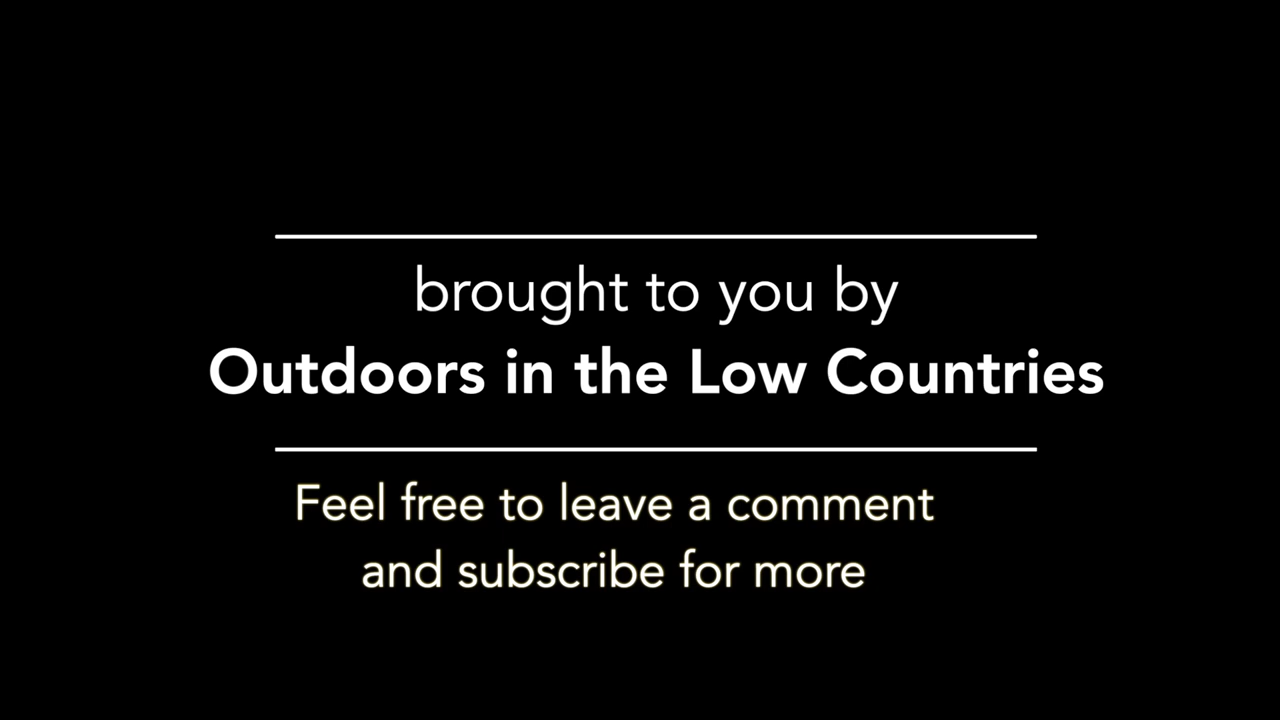 brought to you by
Outdoors in the Low Countries
Feel free to leave a comment
and subscribe for more